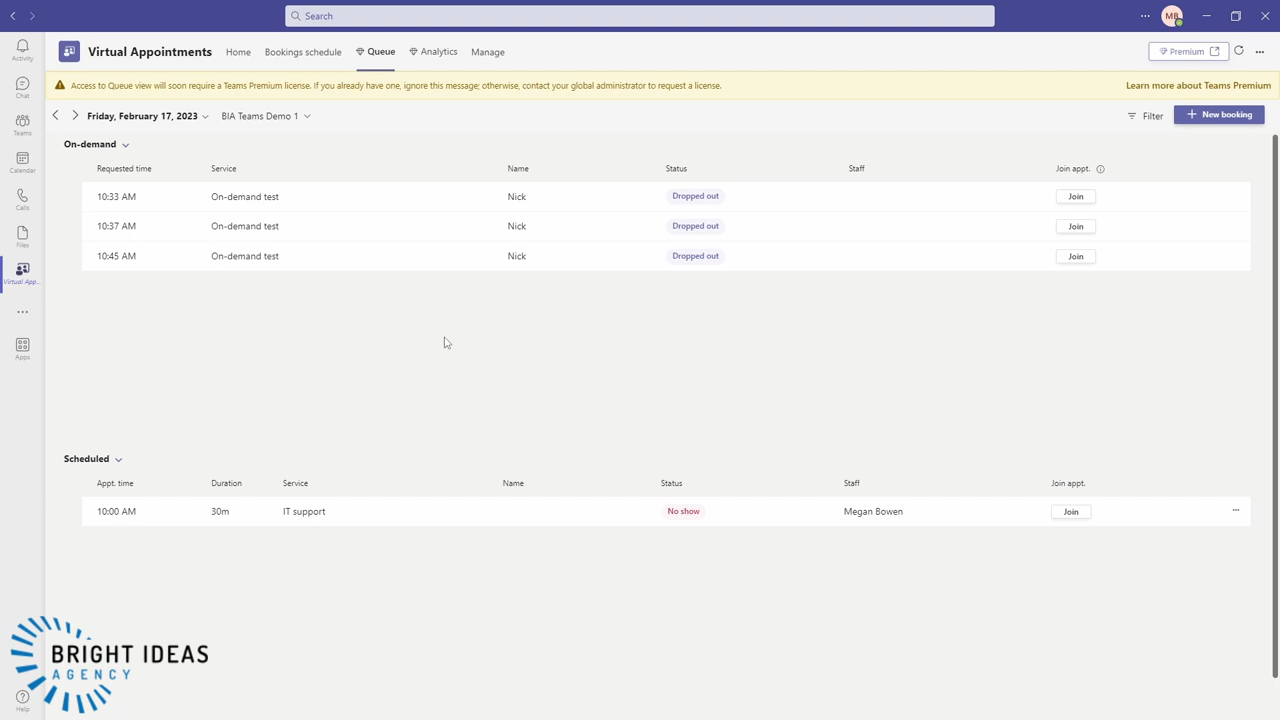 Search
MB
Activity
Chat
Teams
Calendar
Calls
Files
Virtual App...
Apps
Help
Virtual Appointments Home Bookings schedule Queue Analytics Manage Premium
Access to Queue view will soon require a Teams Premium license. If you already have one, ignore this message; otherwise, contact your global administrator to request a license. Learn more about Teams Premium
Friday, February 17, 2023 BIA Teams Demo 1 Filter New booking
On-demand
Requested time Service Name Status Staff Join appt.
10:33 AM On-demand test Nick Dropped out Join
10:37 AM On-demand test Nick Dropped out Join
10:45 AM On-demand test Nick Dropped out Join
Scheduled
Appt. time Duration Service Name Status Staff Join appt.
10:00 AM 30m IT support No show Megan Bowen Join
BRIGHT IDEAS
AGENCY